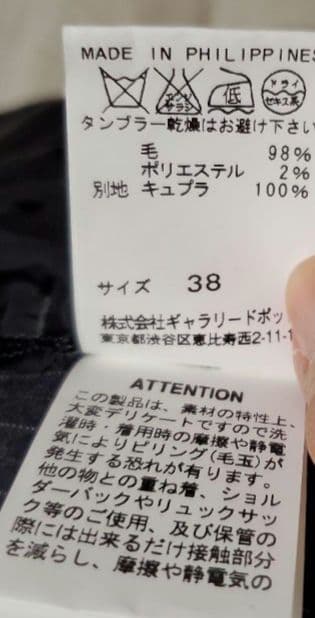 MADE IN PHILIPPINES
エンソ サラシ 低 ドライ セキユ系
タンブラー乾燥はお避け下さい
毛 98%
ポリエステル 2%
別地 キュプラ 100%
サイズ 38
株式会社ギャラリードポッ
東京都渋谷区恵比寿西2-11-1
ATTENTION
この製品は、素材の特性上、
大変デリケートですので洗
濯時・着用時の摩擦や静電
気によりピリング(毛玉)が
発生する恐れが有ります。
他の物との重ね着、ショル
ダーバックやリュックサッ
ク等のご使用、及び保管の
際には出来るだけ接触部分
を減らし、摩擦や静電気の